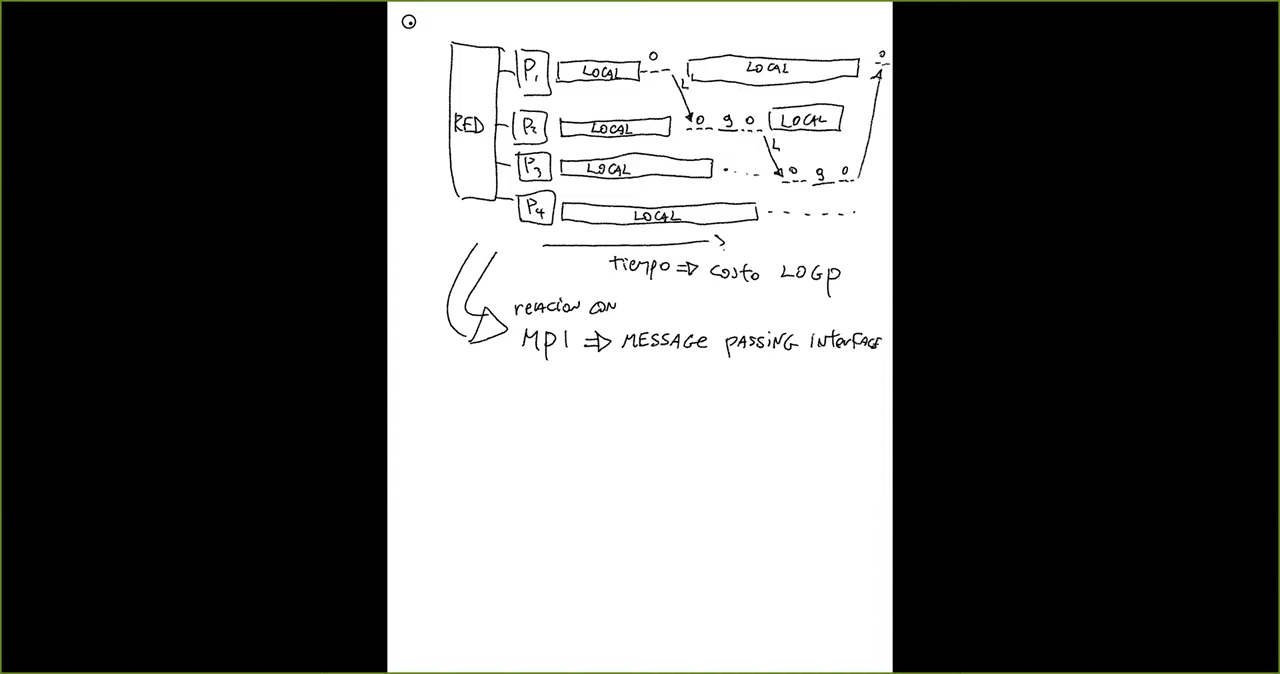 P1 LOCAL o LOCAL o
L
RED P2 LOCAL o g o LOCAL
L
P3 LOCAL o g o
P4 LOCAL
tiempo ⇒ costo LOGP
relacion con
MPI ⇒ MESSAGE PASSING INTERFACE